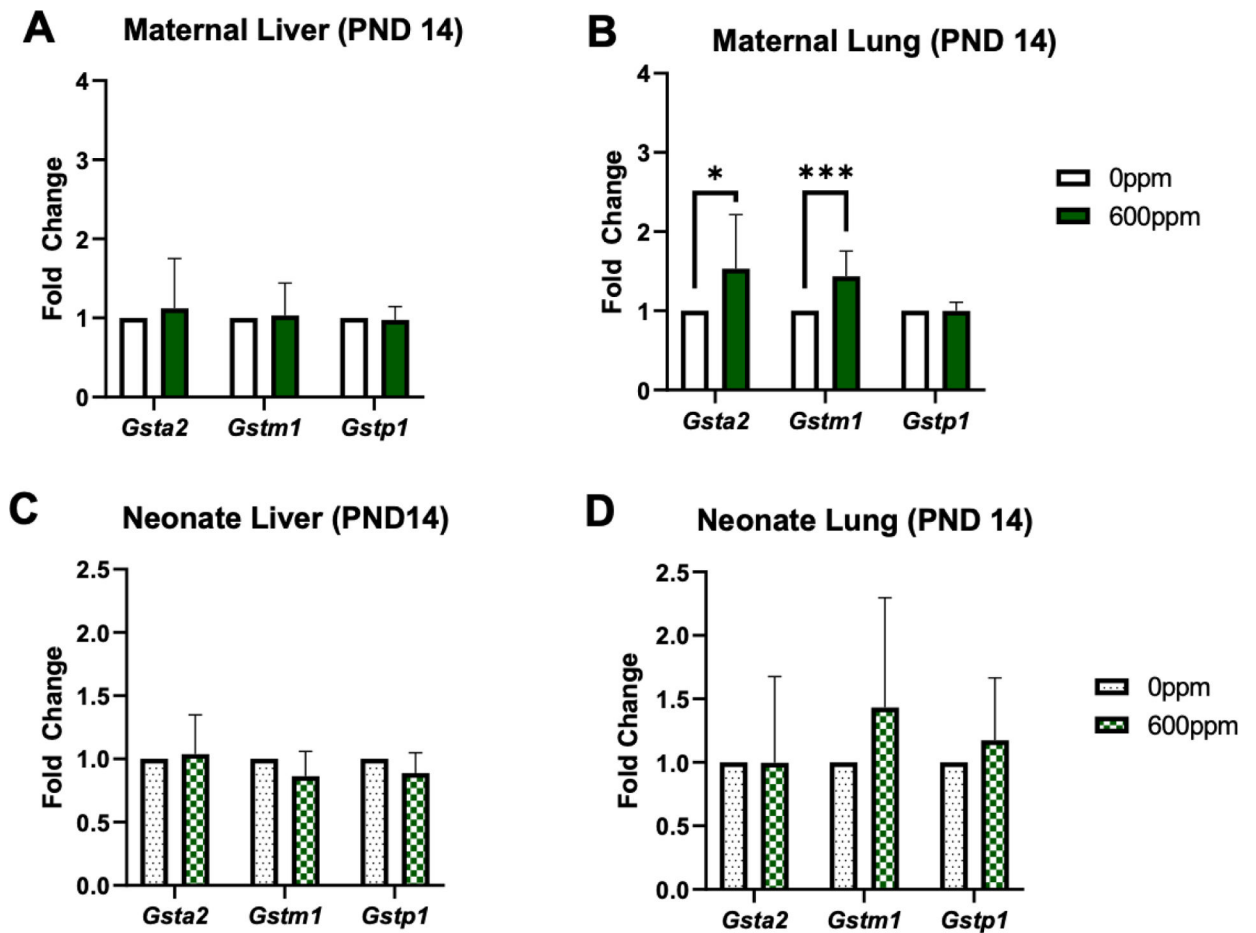 A
Maternal Liver (PND 14)
4
3
2
1
0
Fold Change
Gsta2 Gstm1 Gstp1
B
Maternal Lung (PND 14)
4
3
2
1
0
Fold Change
*
***
Gsta2 Gstm1 Gstp1
0ppm
600ppm
C
Neonate Liver (PND14)
2.5
2.0
1.5
1.0
0.5
0.0
Fold Change
Gsta2 Gstm1 Gstp1
D
Neonate Lung (PND 14)
2.5
2.0
1.5
1.0
0.5
0.0
Fold Change
Gsta2 Gstm1 Gstp1
0ppm
600ppm